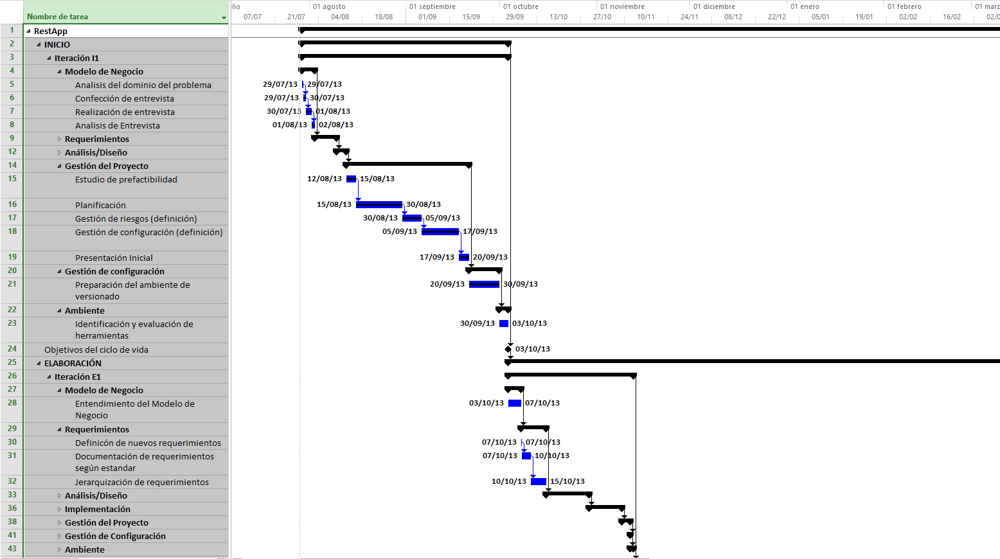 lio
01 agosto
01 septiembre
01 octubre
01 noviembre
01 diciembre
01 enero
01 febrero
01 marz
Nombre de tarea
07/07
21/07
04/08
18/08
01/09
15/09
29/09
13/10
27/10
10/11
24/11
08/12
22/12
05/01
19/01
02/02
16/02
02/0
1 RestApp
2 INICIO
3 Iteración I1
4 Modelo de Negocio
5 Analisis del dominio del problema 29/07/13 29/07/13
6 Confección de entrevista 29/07/13 30/07/13
7 Realización de entrevista 30/07/13 01/08/13
8 Analisis de Entrevista 01/08/13 02/08/13
9 Requerimientos
12 Análisis/Diseño
14 Gestión del Proyecto
15 Estudio de prefactibilidad 12/08/13 15/08/13
16 Planificación 15/08/13 30/08/13
17 Gestión de riesgos (definición) 30/08/13 05/09/13
18 Gestión de configuración (definición) 05/09/13 17/09/13
19 Presentación Inicial 17/09/13 20/09/13
20 Gestión de configuración
21 Preparación del ambiente de 20/09/13 30/09/13
versionado
22 Ambiente
23 Identificación y evaluación de 30/09/13 03/10/13
herramientas
24 Objetivos del ciclo de vida 03/10/13
25 ELABORACIÓN
26 Iteración E1
27 Modelo de Negocio
28 Entendimiento del Modelo de 03/10/13 07/10/13
Negocio
29 Requerimientos
30 Definicón de nuevos requerimientos 07/10/13 07/10/13
31 Documentación de requerimientos 07/10/13 10/10/13
según estandar
32 Jerarquización de requerimientos 10/10/13 15/10/13
33 Análisis/Diseño
36 Implementación
38 Gestión del Proyecto
41 Gestión de Configuración
43 Ambiente